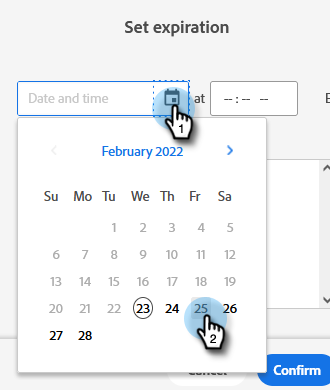 Set expiration
Date and time
1
at
-- : -- --
E
February 2022
Su Mo Tu We Th Fr Sa
1 2 3 4 5
6 7 8 9 10 11 12
13 14 15 16 17 18 19
20 21 22 23 24 25 26
2
27 28
Cancel Confirm